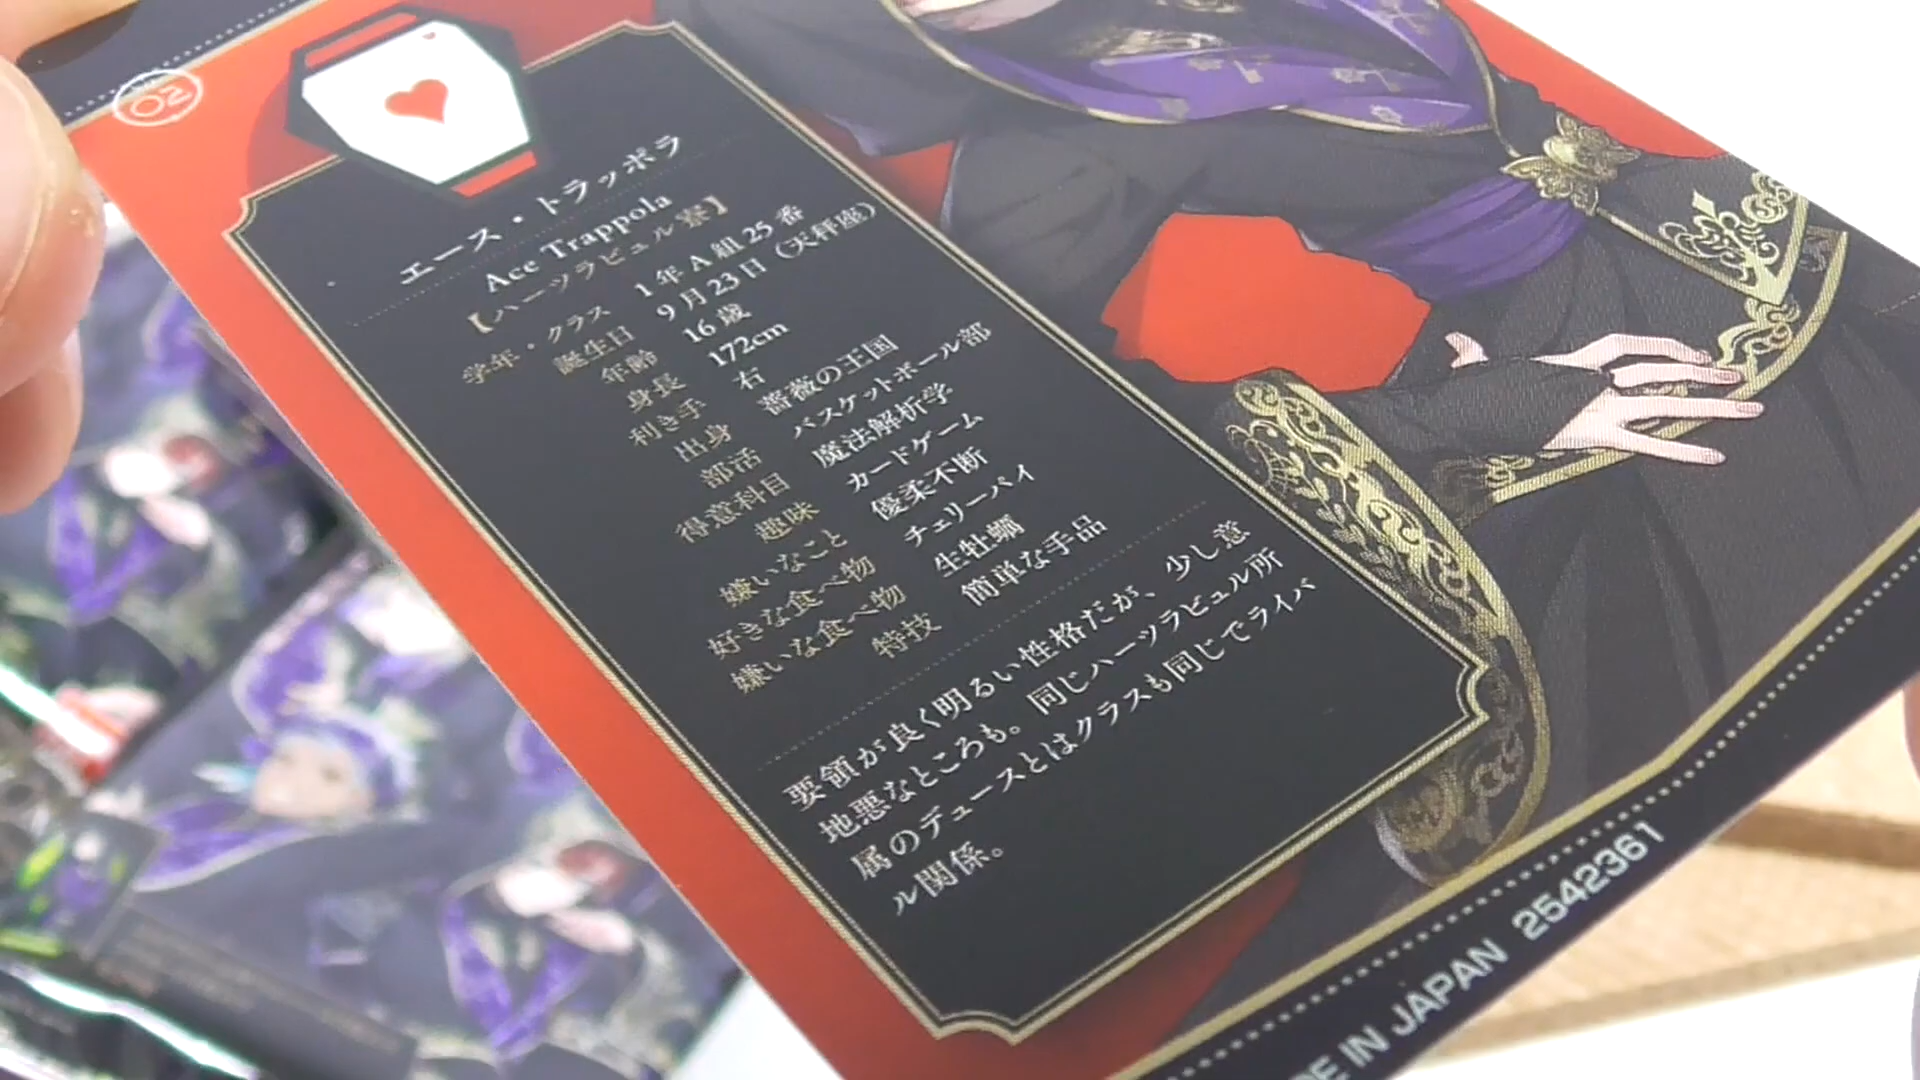 02
エース・トラッポラ
Ace Trappola
【ハーツラビュル寮】
学年・クラス 1年A組25番
誕生日 9月23日（天秤座）
年齢 16歳
身長 172cm
利き手 右
出身 薔薇の王国
部活 バスケットボール部
得意科目 魔法解析学
趣味 カードゲーム
嫌いなこと 優柔不断
好きな食べ物 チェリーパイ
嫌いな食べ物 生牡蠣
特技 簡単な手品
要領が良く明るい性格だが、少し意
地悪なところも。同じハーツラビュル所
属のデュースとはクラスも同じでライバ
ル関係。
DE IN JAPAN 2542361